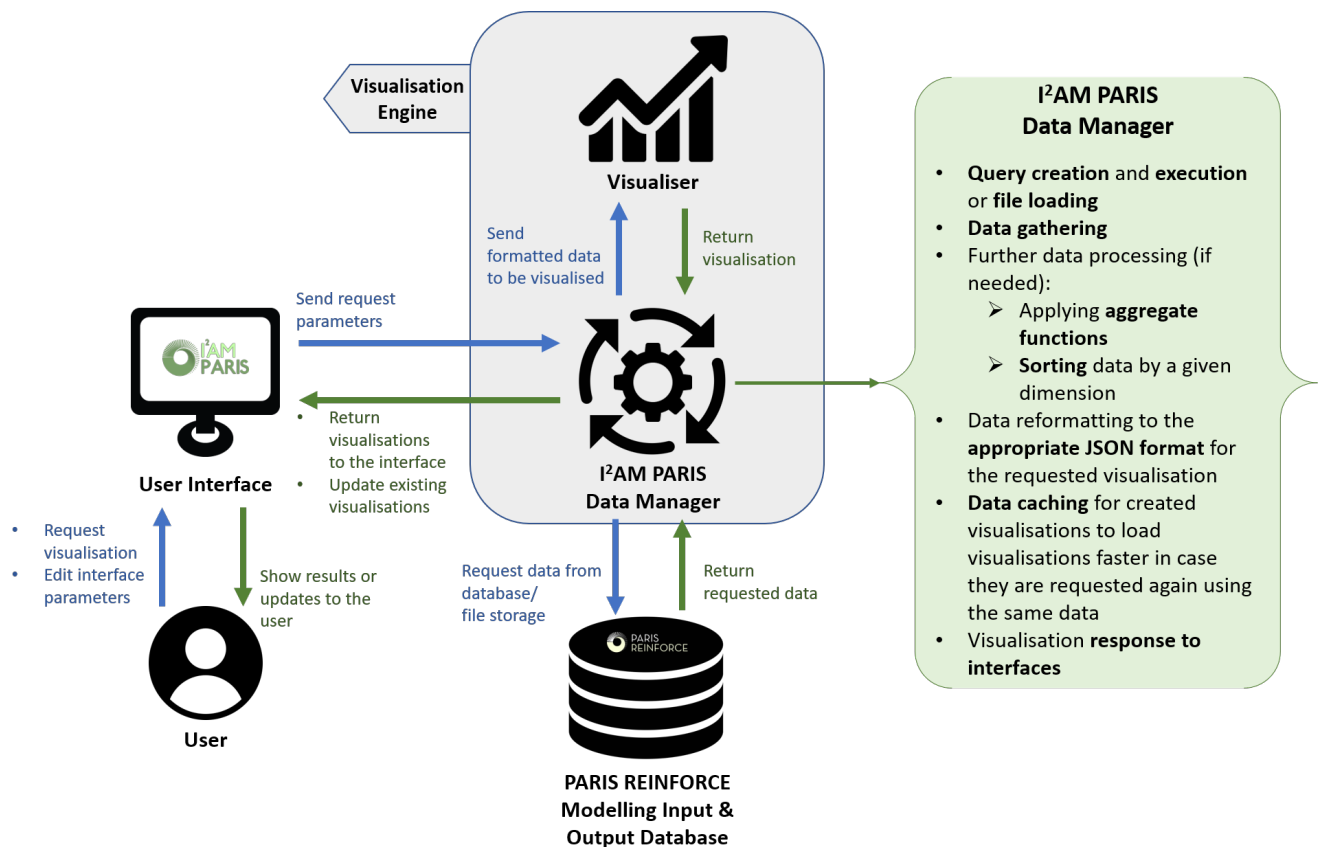 Visualisation
Engine
Visualiser
Send
formatted data
to be visualised
Return
visualisation
Send request
parameters
I²AM
PARIS
• Return
visualisations
to the interface
• Update existing
visualisations
User Interface
I²AM PARIS
Data Manager
• Request
visualisation
• Edit interface
parameters
Show results or
updates to the
user
User
Request data from
database/
file storage
Return
requested data
PARIS
REINFORCE
PARIS REINFORCE
Modelling Input &
Output Database
I²AM PARIS
Data Manager
• Query creation and execution
or file loading
• Data gathering
• Further data processing (if
needed):
➢ Applying aggregate
functions
➢ Sorting data by a given
dimension
• Data reformatting to the
appropriate JSON format for
the requested visualisation
• Data caching for created
visualisations to load
visualisations faster in case
they are requested again using
the same data
• Visualisation response to
interfaces